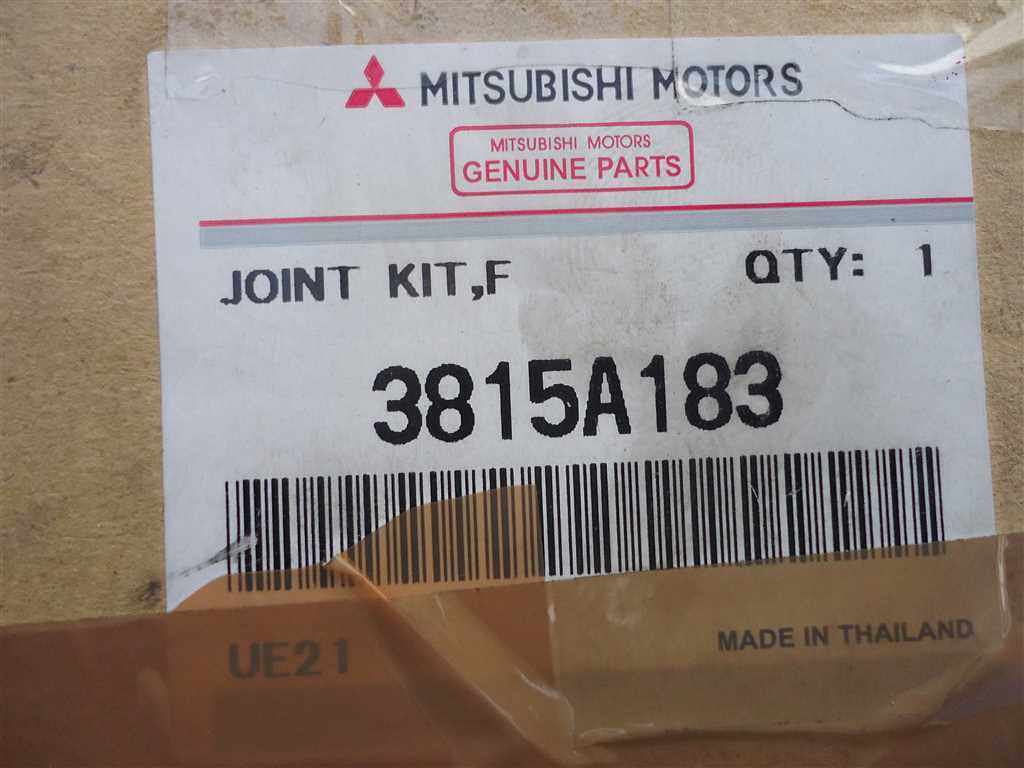 MITSUBISHI MOTORS
MITSUBISHI MOTORS
GENUINE PARTS
JOINT KIT,F QTY: 1
3815A183
UE21 MADE IN THAILAND